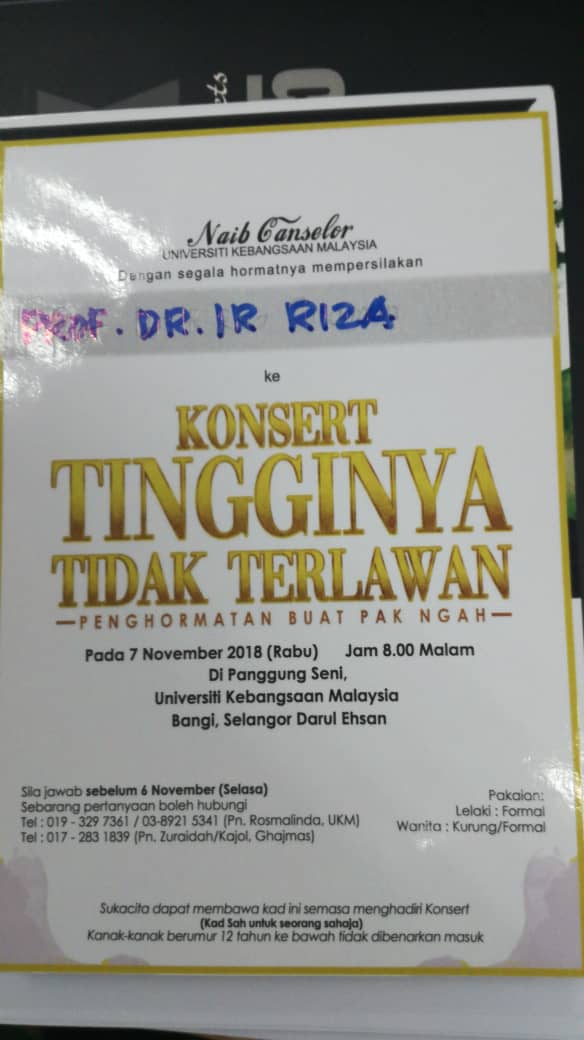 ets
Naib Canselor
UNIVERSITI KEBANGSAAN MALAYSIA
Dengan segala hormatnya mempersilakan
PROF. DR. IR RIZA
ke
KONSERT
TINGGINYA
TIDAK TERLAWAN
—PENGHORMATAN BUAT PAK NGAH—
Pada 7 November 2018 (Rabu) Jam 8.00 Malam
Di Panggung Seni,
Universiti Kebangsaan Malaysia
Bangi, Selangor Darul Ehsan
Sila jawab sebelum 6 November (Selasa)
Sebarang pertanyaan boleh hubungi
Tel : 019 - 329 7361 / 03-8921 5341 (Pn. Rosmalinda, UKM)
Tel : 017 - 283 1839 (Pn. Zuraidah/Kajol, Ghajmas)
Pakaian:
Lelaki : Formal
Wanita : Kurung/Formal
Sukacita dapat membawa kad ini semasa menghadiri Konsert
(Kad Sah untuk seorang sahaja)
Kanak-kanak berumur 12 tahun ke bawah tidak dibenarkan masuk